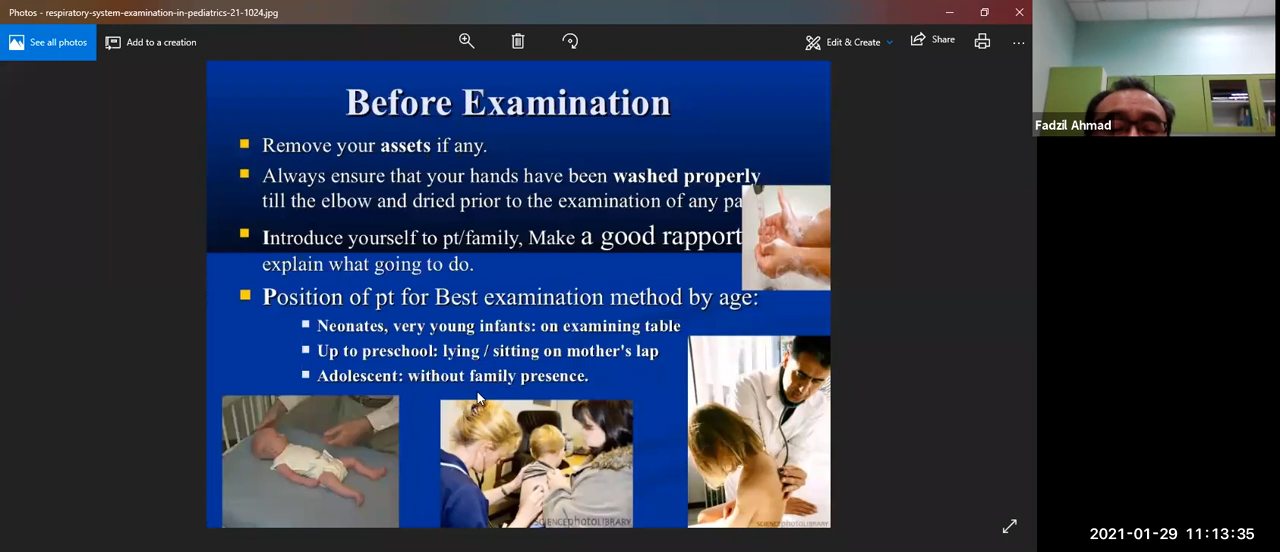 Photos - respiratory-system-examination-in-pediatrics-21-1024.jpg
See all photos
Add to a creation
Edit & Create
Share
Before Examination
Remove your assets if any.
Always ensure that your hands have been washed properly
till the elbow and dried prior to the examination of any pa
Introduce yourself to pt/family, Make a good rapport
explain what going to do.
Position of pt for Best examination method by age:
Neonates, very young infants: on examining table
Up to preschool: lying / sitting on mother's lap
Adolescent: without family presence.
SCIENCEPHOTOLIBRARY
SCIENCEPHOTOLIBRARY
Fadzil Ahmad
2021-01-29 11:13:35